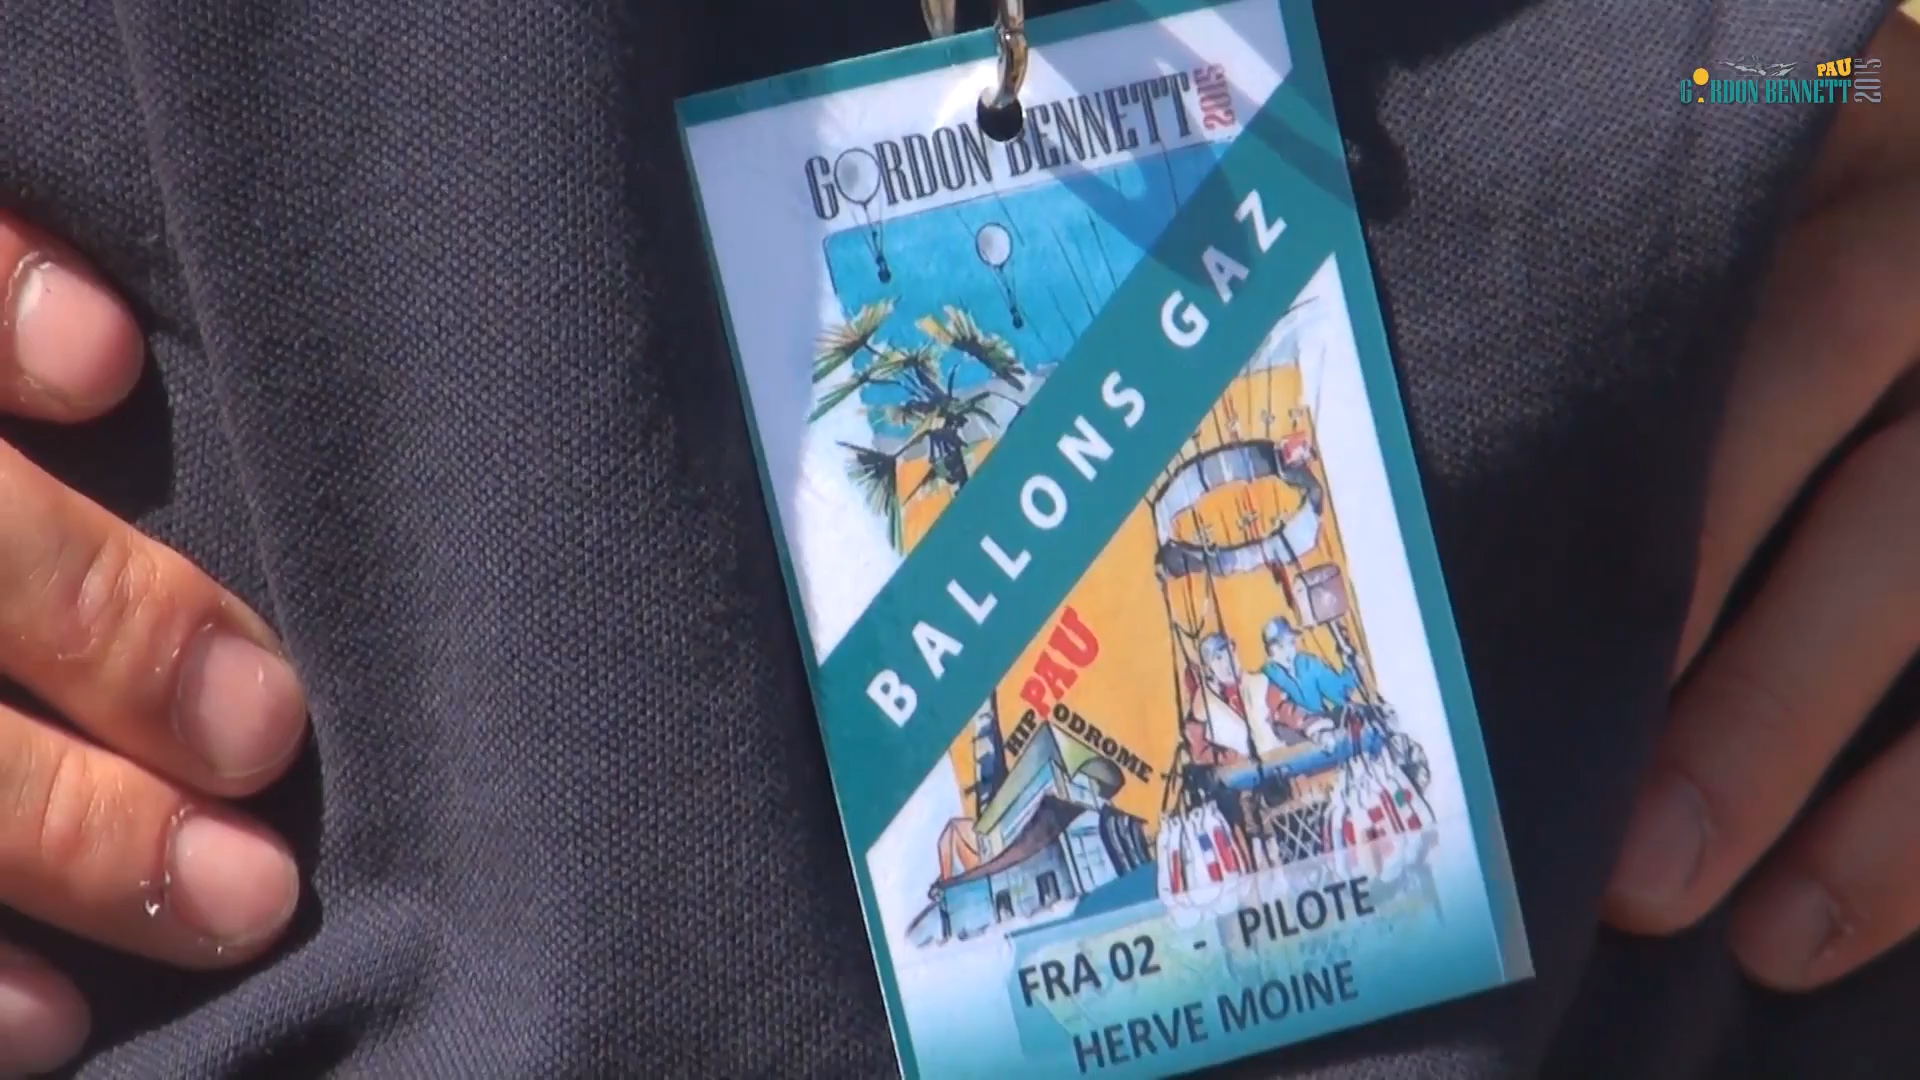 GORDON BENNETT 2015
BALLONS GAZ
PAU
HIPPODROME
FRA 02 - PILOTE
HERVE MOINE
PAU
GORDON BENNETT 2015